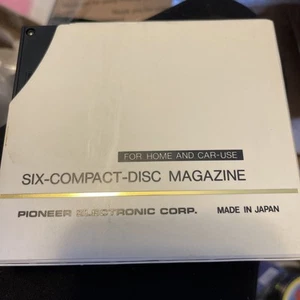 FOR HOME AND CAR-USE
SIX-COMPACT-DISC MAGAZINE
PIONEER ELECTRONIC CORP. MADE IN JAPAN